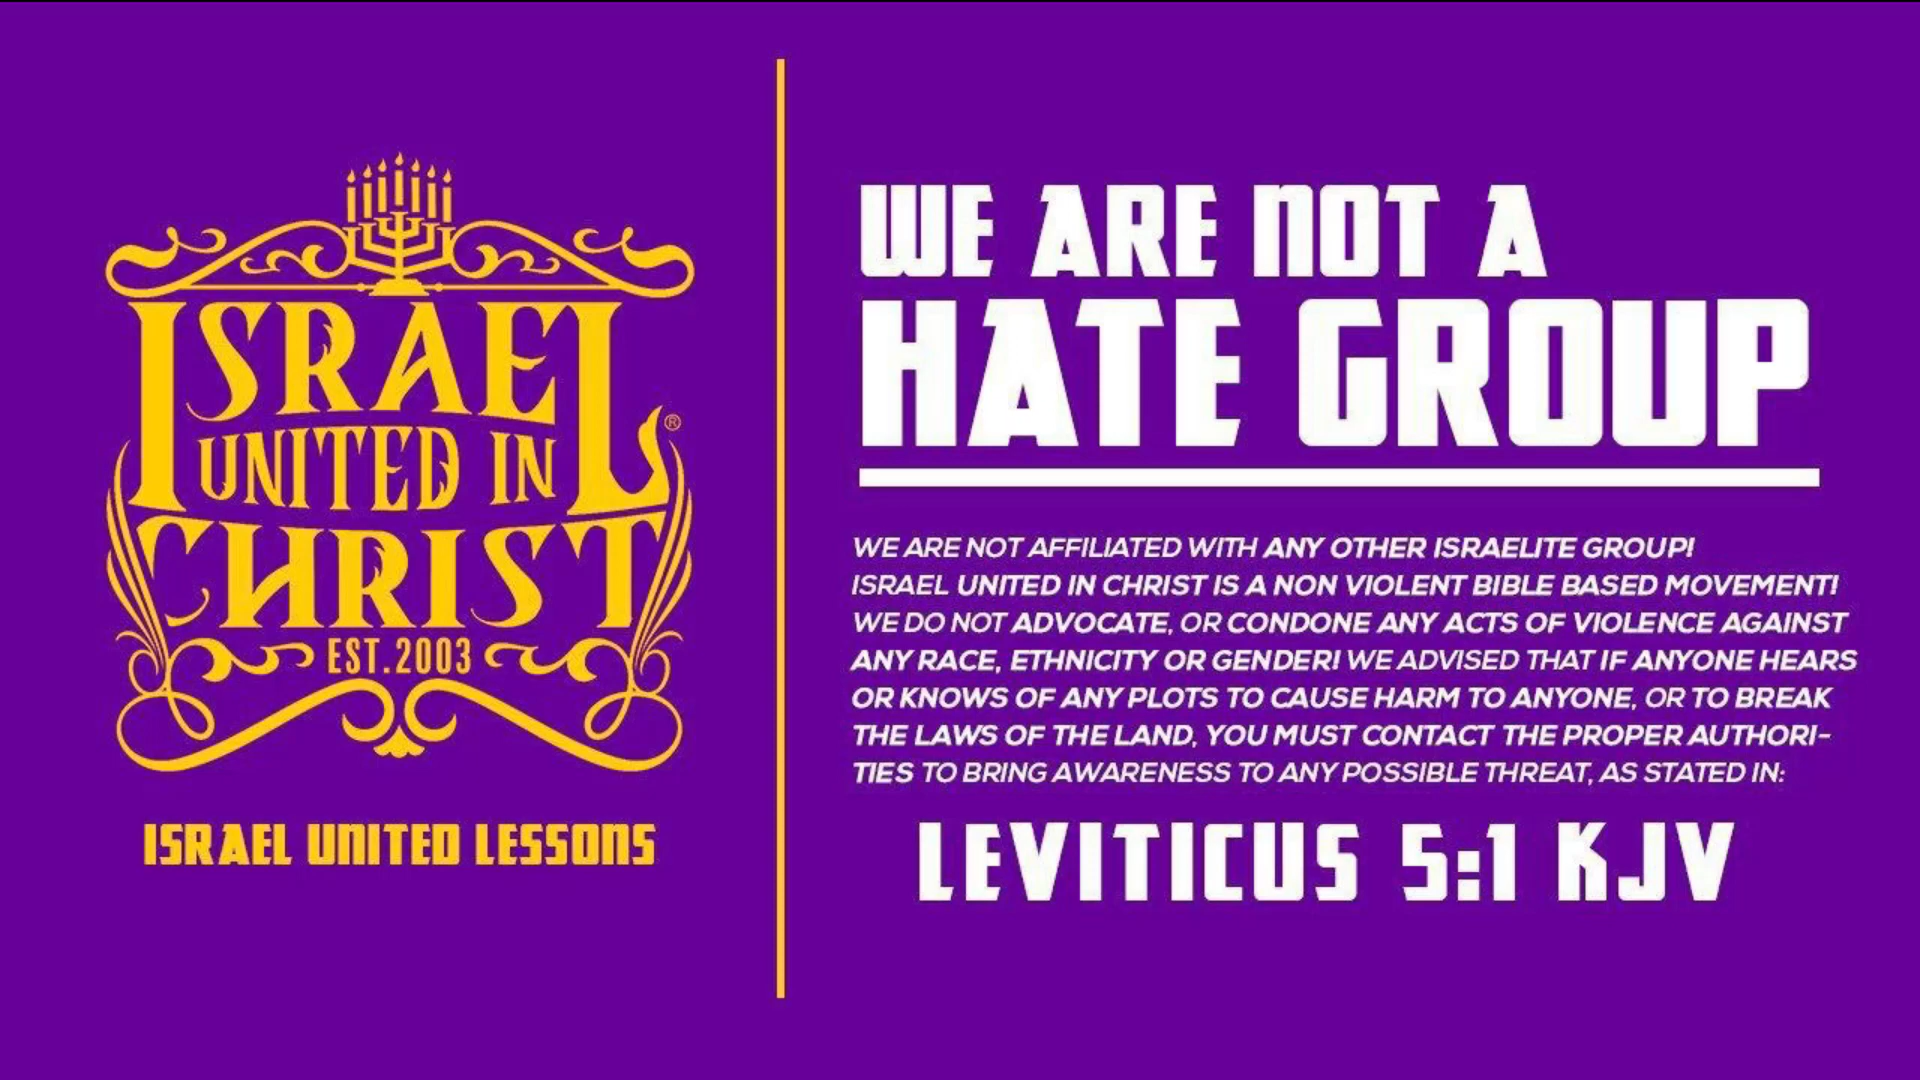 ISRAEL
UNITED IN
CHRIST
®
EST.2003
ISRAEL UNITED LESSONS
WE ARE NOT A
HATE GROUP
WE ARE NOT AFFILIATED WITH ANY OTHER ISRAELITE GROUP!
ISRAEL UNITED IN CHRIST IS A NON VIOLENT BIBLE BASED MOVEMENT!
WE DO NOT ADVOCATE, OR CONDONE ANY ACTS OF VIOLENCE AGAINST
ANY RACE, ETHNICITY OR GENDER! WE ADVISED THAT IF ANYONE HEARS
OR KNOWS OF ANY PLOTS TO CAUSE HARM TO ANYONE, OR TO BREAK
THE LAWS OF THE LAND, YOU MUST CONTACT THE PROPER AUTHORI-
TIES TO BRING AWARENESS TO ANY POSSIBLE THREAT, AS STATED IN:
LEVITICUS 5:1 KJV